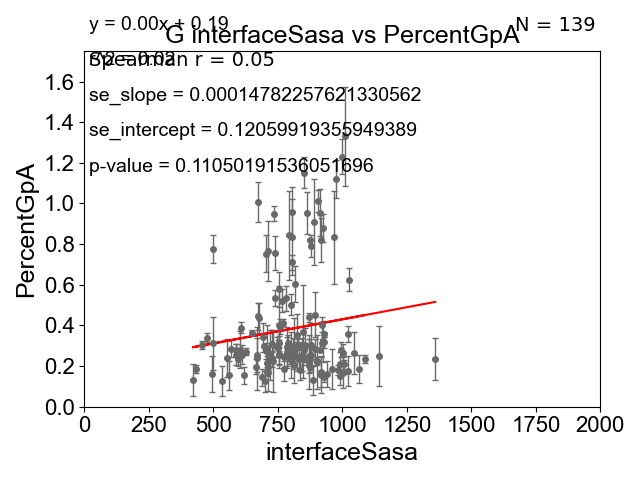 y = 0.00x + 0.19
N = 139
G interfaceSasa vs PercentGpA
R^2 = 0.02
Spearman r = 0.05
se_slope = 0.00014782257621330562
se_intercept = 0.12059919355949389
p-value = 0.11050191536051696
1.6
1.4
1.2
1.0
0.8
0.6
0.4
0.2
0.0
PercentGpA
0 250 500 750 1000 1250 1500 1750 2000
interfaceSasa